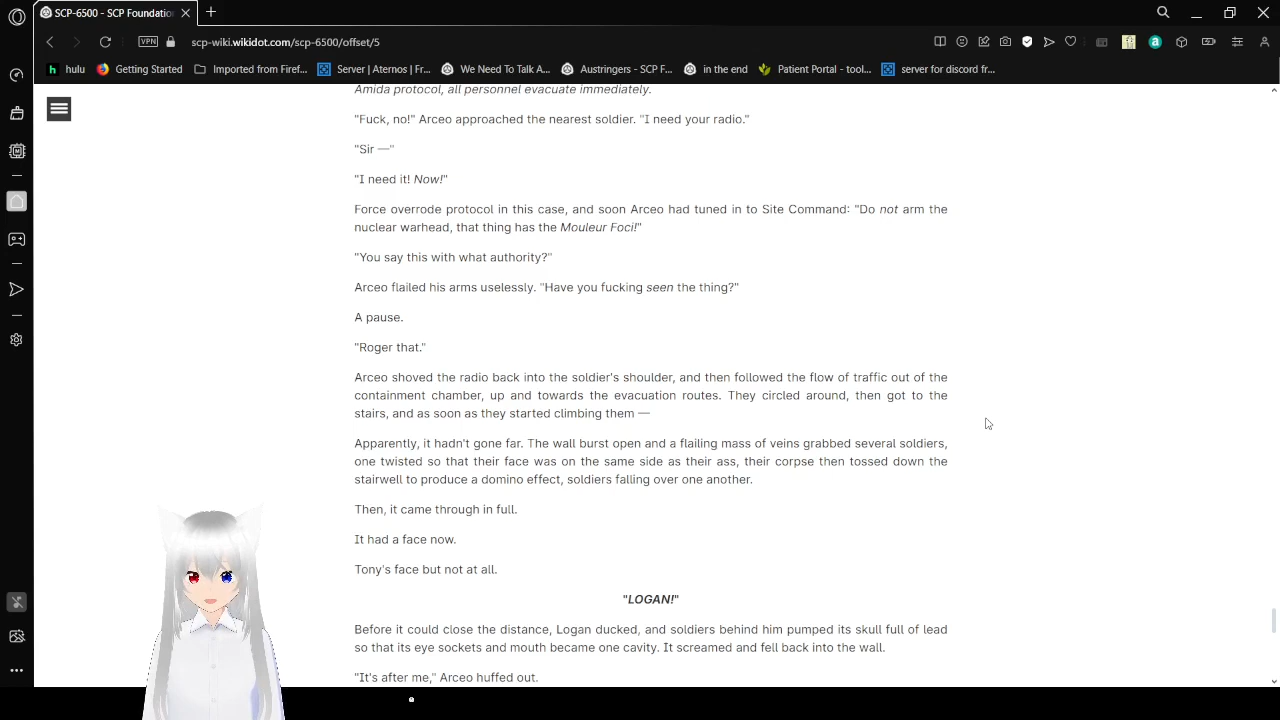 SCP-6500 - SCP Foundatio
scp-wiki.wikidot.com/scp-6500/offset/5
VPN
hulu
Getting Started
Imported from Firef...
Server | Aternos | Fr...
We Need To Talk A...
Austringers - SCP F...
in the end
Patient Portal - tool...
server for discord fr...
Amida protocol, all personnel evacuate immediately.
"Fuck, no!" Arceo approached the nearest soldier. "I need your radio."
"Sir —"
"I need it! Now!"
Force overrode protocol in this case, and soon Arceo had tuned in to Site Command: "Do not arm the
nuclear warhead, that thing has the Mouleur Foci!"
"You say this with what authority?"
Arceo flailed his arms uselessly. "Have you fucking seen the thing?"
A pause.
"Roger that."
Arceo shoved the radio back into the soldier's shoulder, and then followed the flow of traffic out of the
containment chamber, up and towards the evacuation routes. They circled around, then got to the
stairs, and as soon as they started climbing them —
Apparently, it hadn't gone far. The wall burst open and a flailing mass of veins grabbed several soldiers,
one twisted so that their face was on the same side as their ass, their corpse then tossed down the
stairwell to produce a domino effect, soldiers falling over one another.
Then, it came through in full.
It had a face now.
Tony's face but not at all.
"LOGAN!"
Before it could close the distance, Logan ducked, and soldiers behind him pumped its skull full of lead
so that its eye sockets and mouth became one cavity. It screamed and fell back into the wall.
"It's after me," Arceo huffed out.